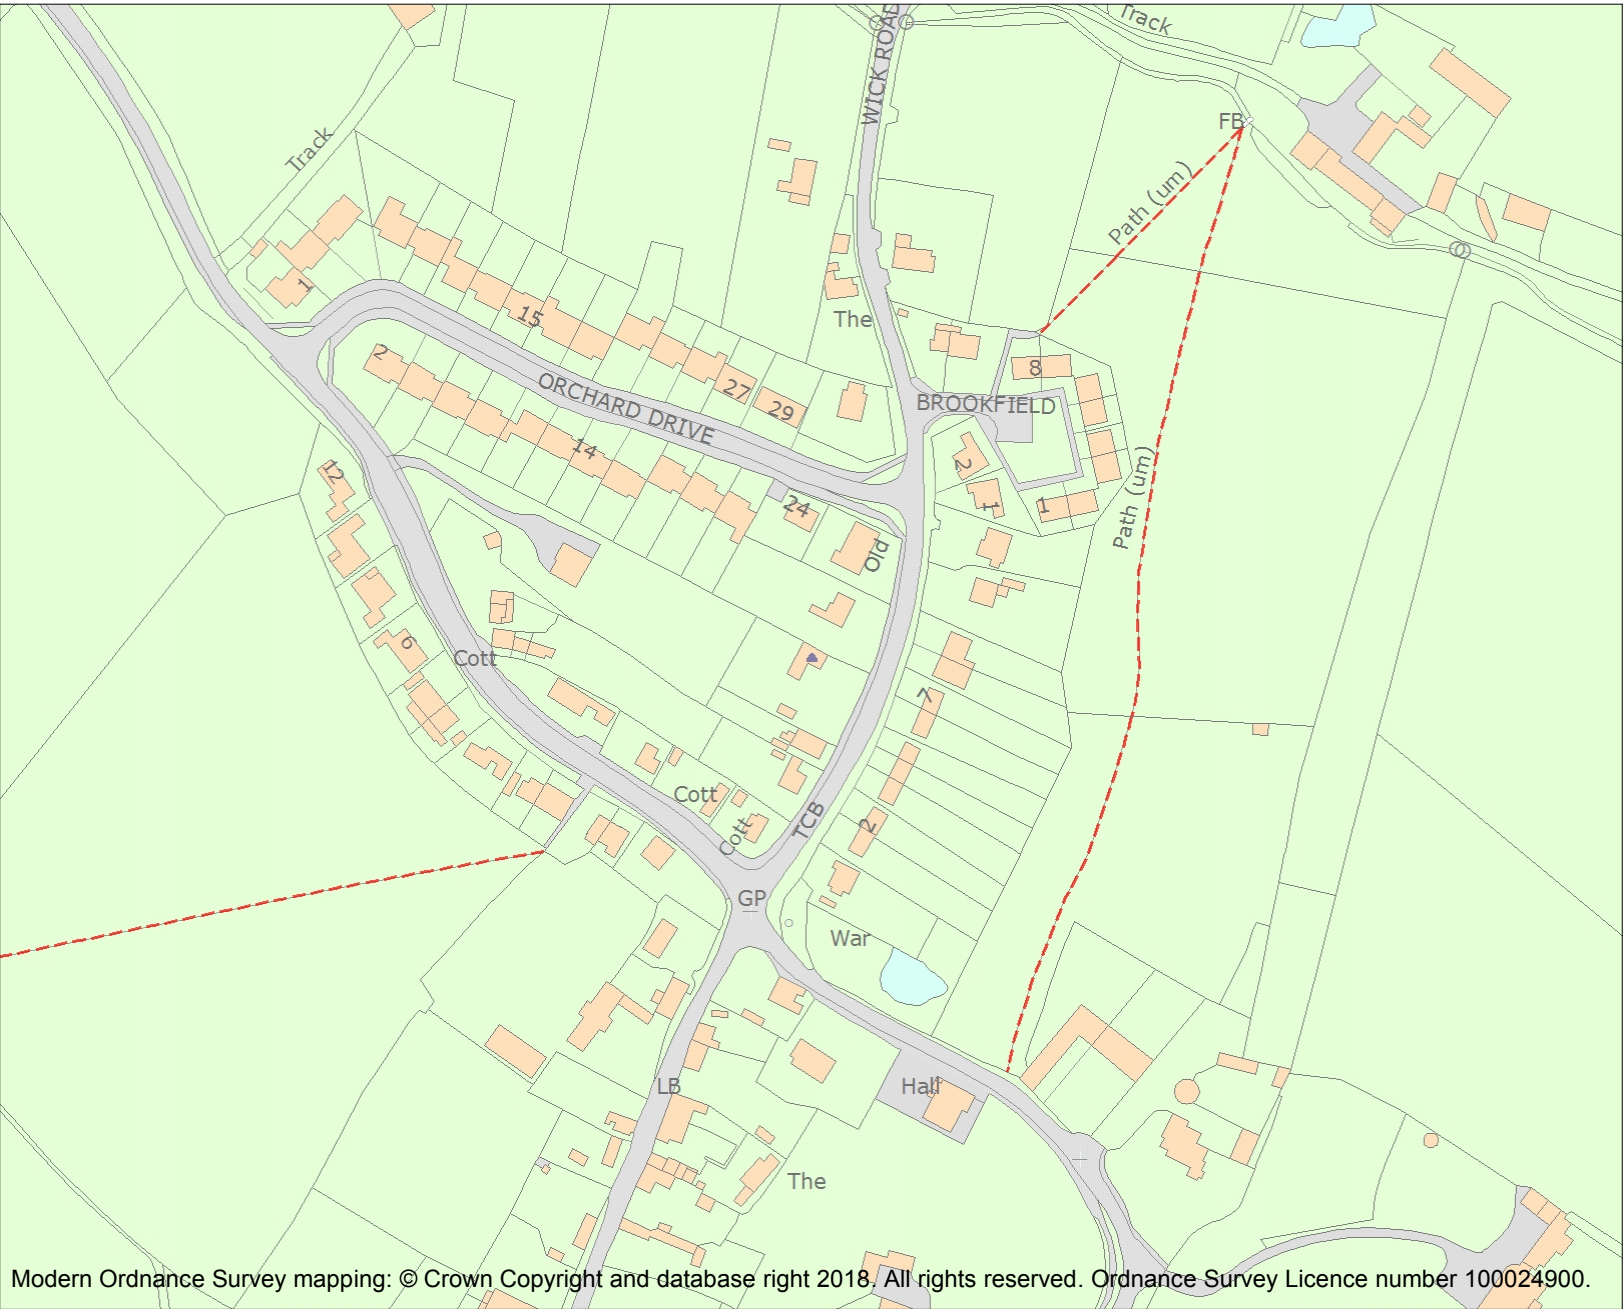 Track
WICK ROAD
FB
Track
Path (um)
1
15
The
2
8
27
29
BROOKFIELD
ORCHARD DRIVE
14
12
2
1
1
24
Old
Path (um)
6
Cott
7
Cott
TCB
2
Cott
GP
War
LB
Hall
The
Modern Ordnance Survey mapping: © Crown Copyright and database right 2018. All rights reserved. Ordnance Survey Licence number 100024900.